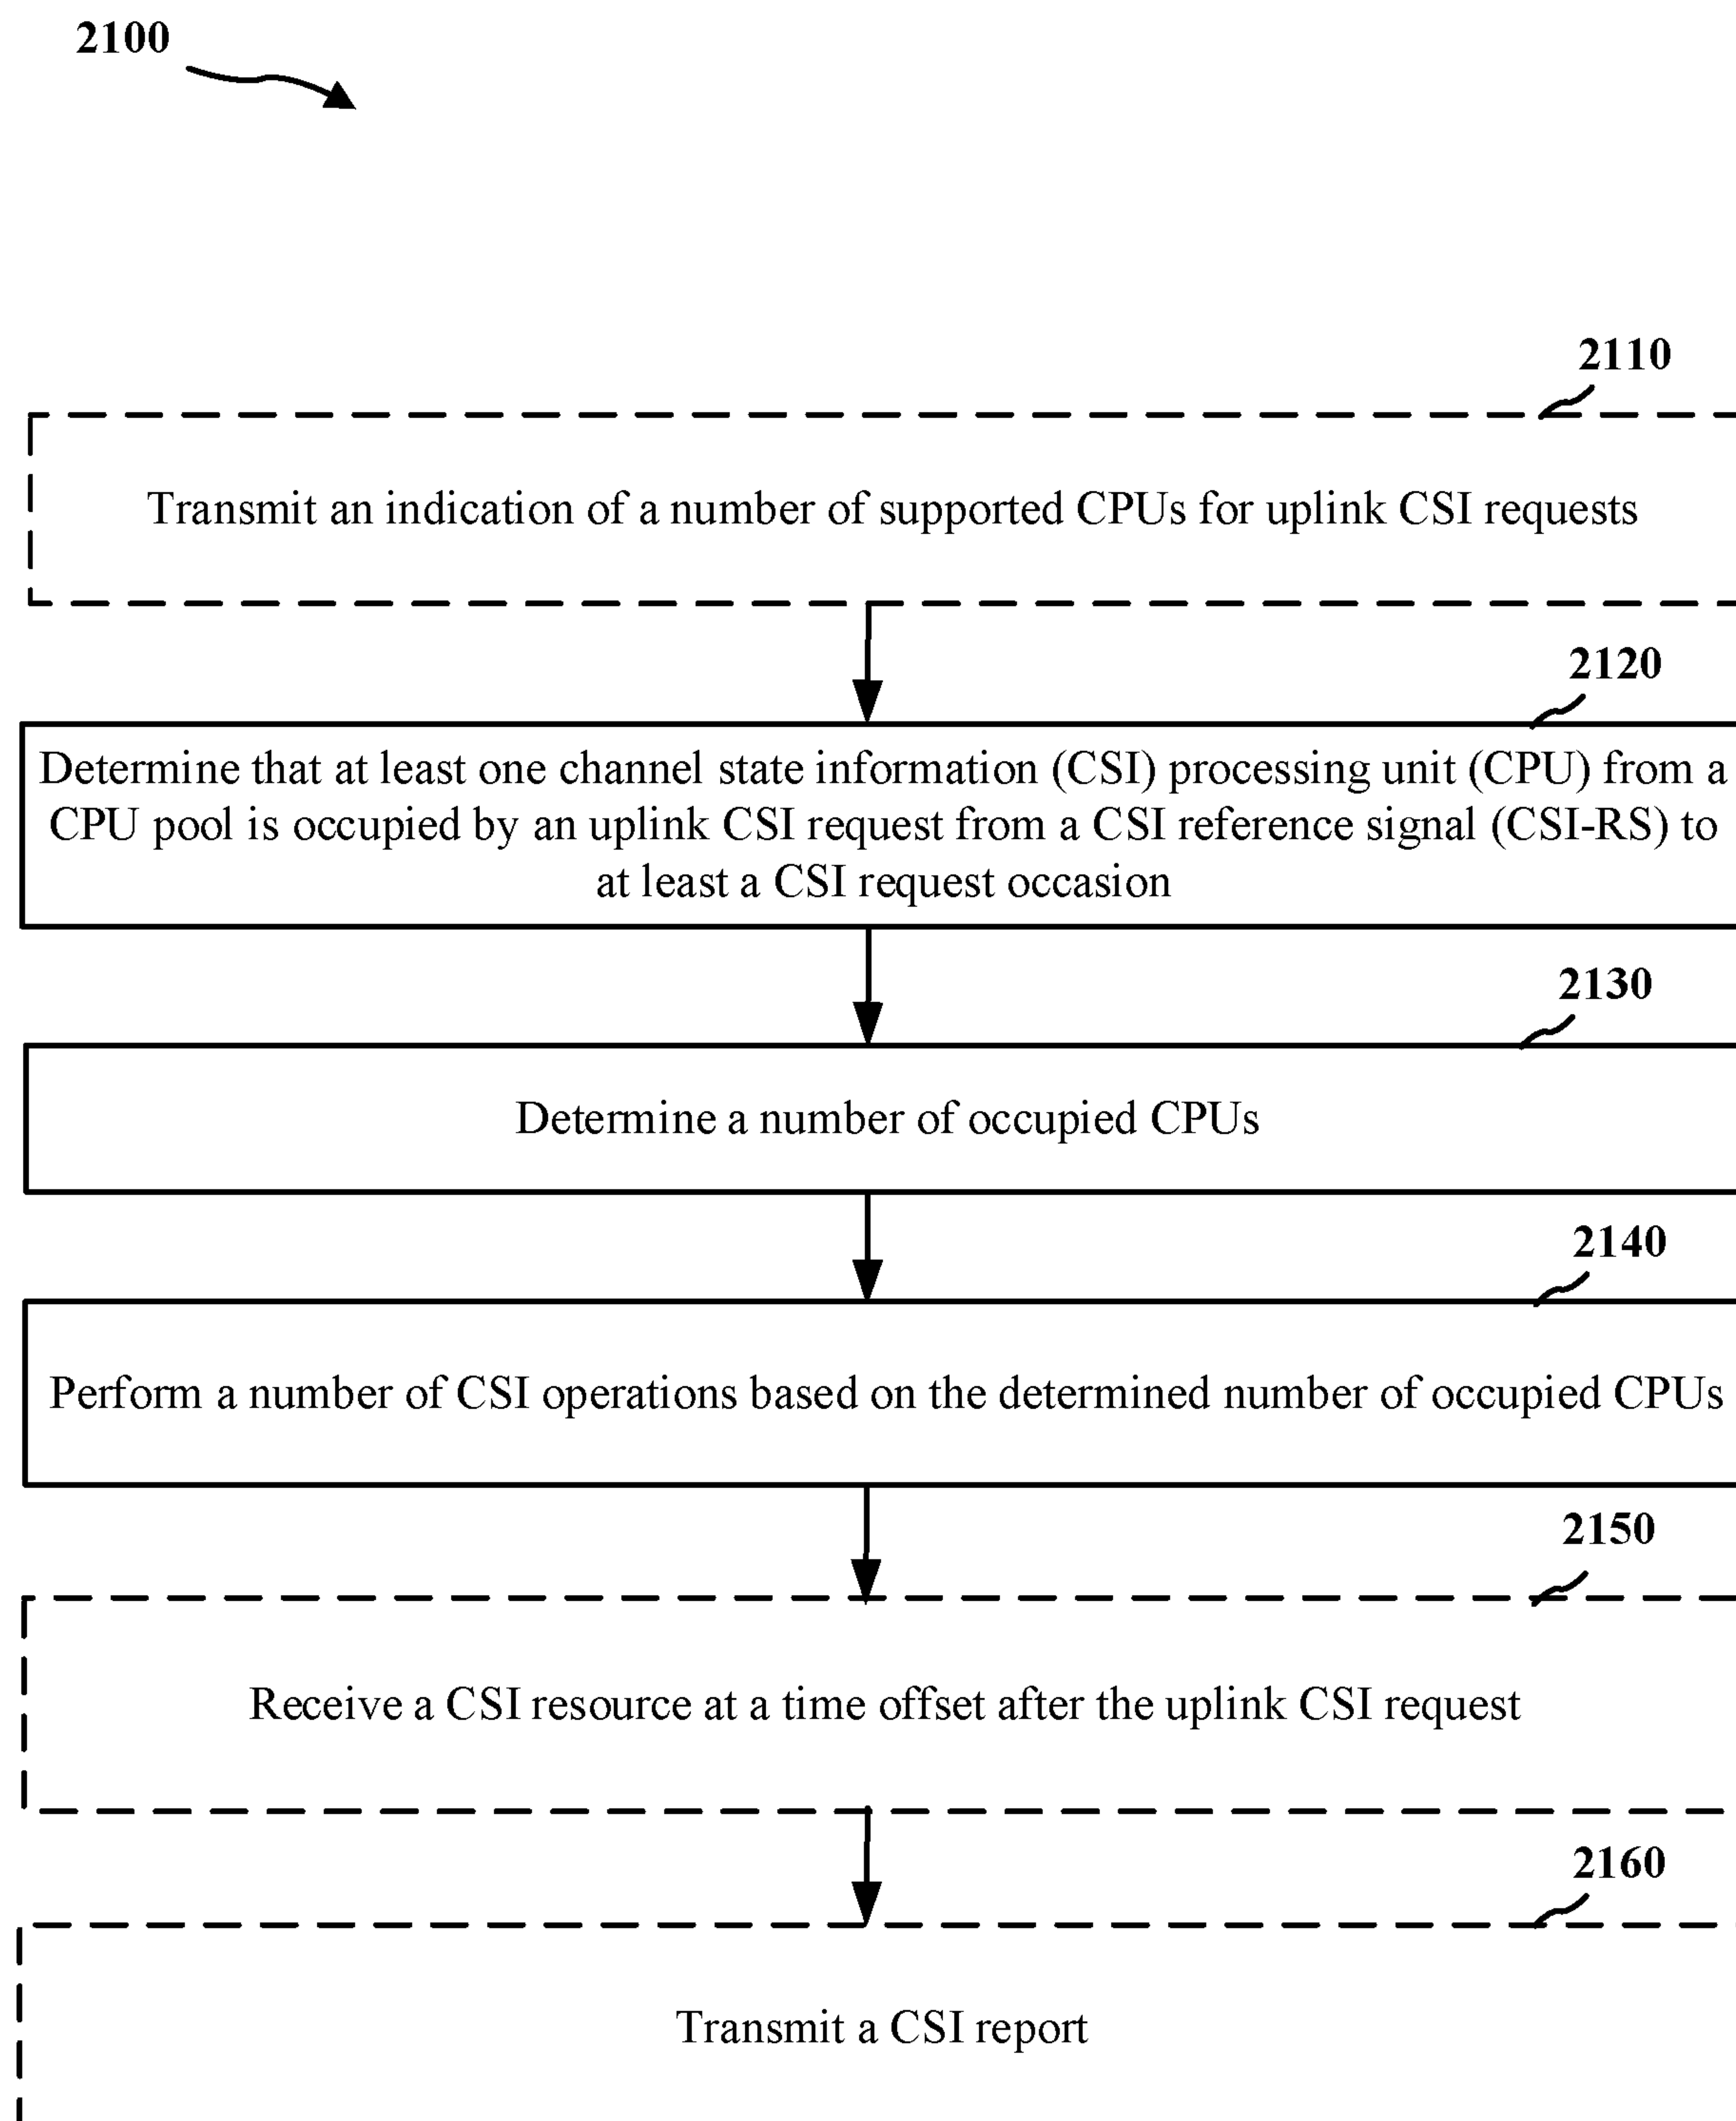 2100
2110
Transmit an indication of a number of supported CPUs for uplink CSI requests
2120
Determine that at least one channel state information (CSI) processing unit (CPU) from a
CPU pool is occupied by an uplink CSI request from a CSI reference signal (CSI-RS) to
at least a CSI request occasion
2130
Determine a number of occupied CPUs
2140
Perform a number of CSI operations based on the determined number of occupied CPUs
2150
Receive a CSI resource at a time offset after the uplink CSI request
2160
Transmit a CSI report